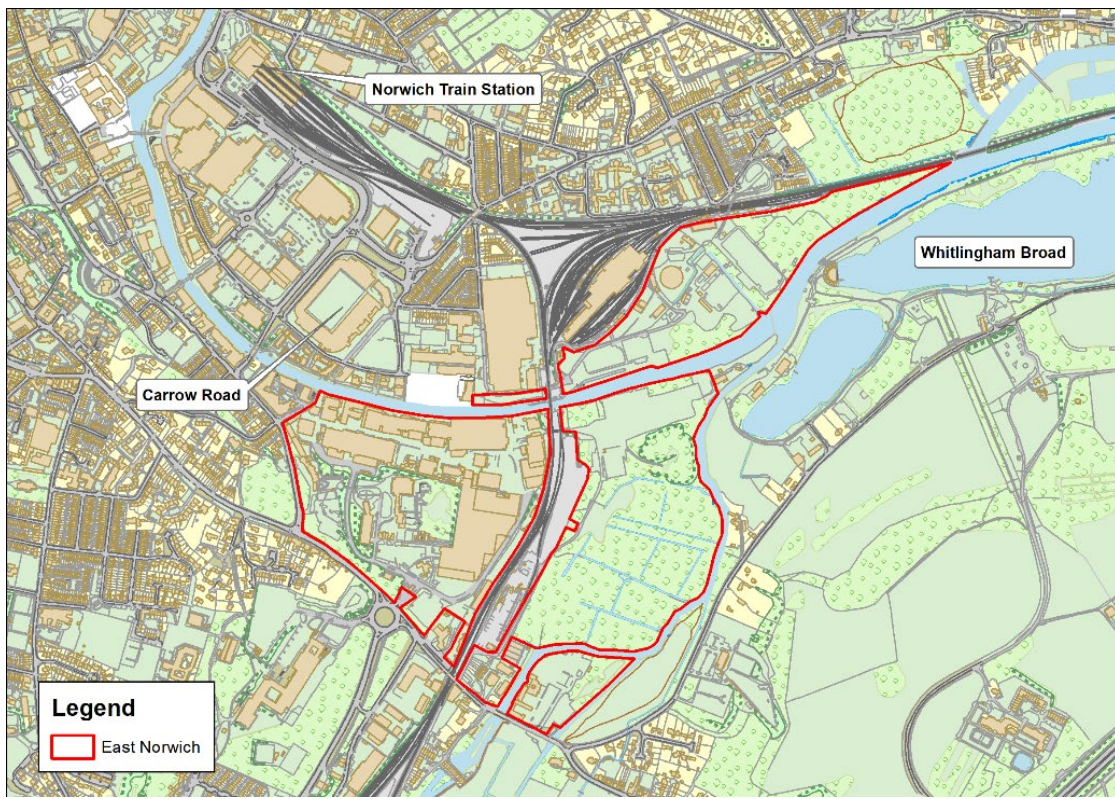 Norwich Train Station
Whitlingham Broad
Carrow Road
Legend
East Norwich